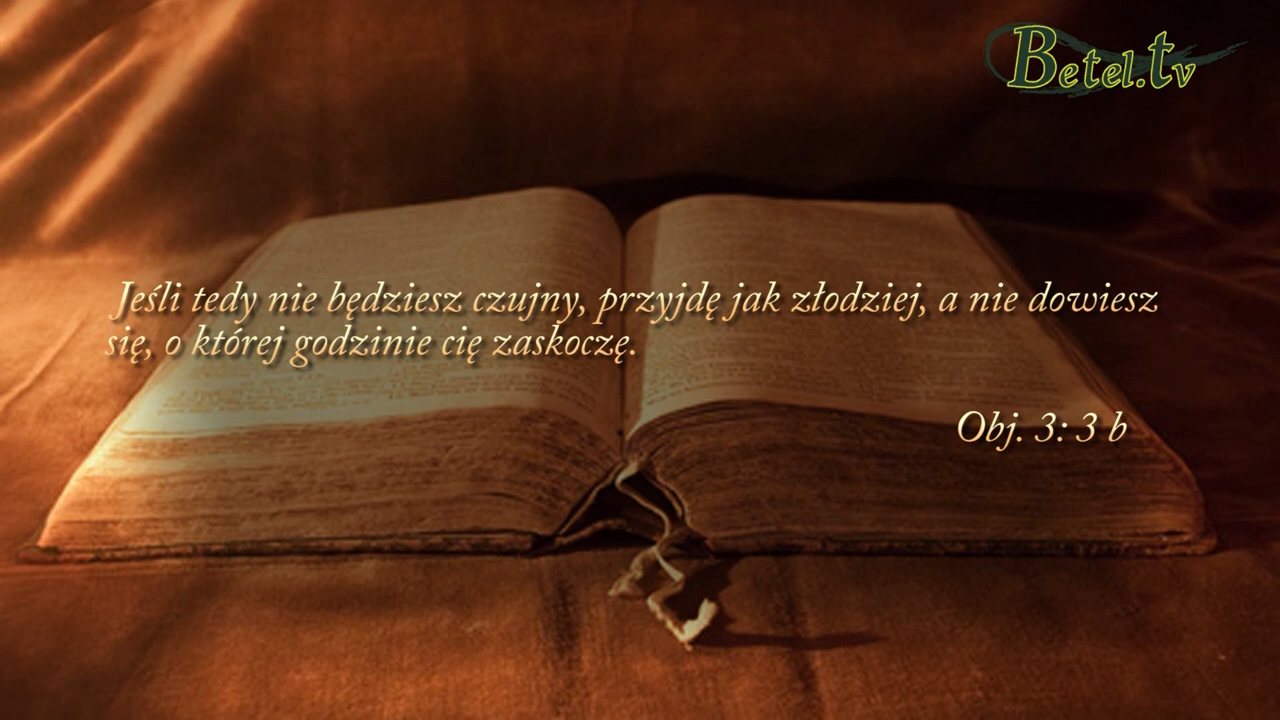 Betel.tv
Jeśli tedy nie będziesz czujny, przyjdę jak złodziej, a nie dowiesz
się, o której godzinie cię zaskoczę.
Obj. 3: 3 b